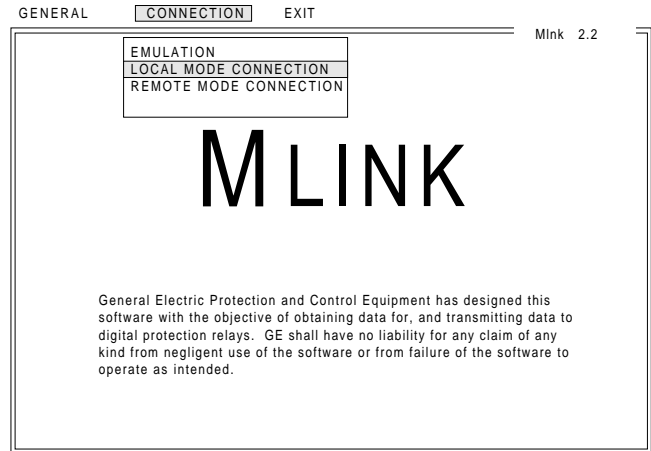 GENERAL CONNECTION EXIT
MInk 2.2
EMULATION
LOCAL MODE CONNECTION
REMOTE MODE CONNECTION
MLINK
General Electric Protection and Control Equipment has designed this
software with the objective of obtaining data for, and transmitting data to
digital protection relays. GE shall have no liability for any claim of any
kind from negligent use of the software or from failure of the software to
operate as intended.